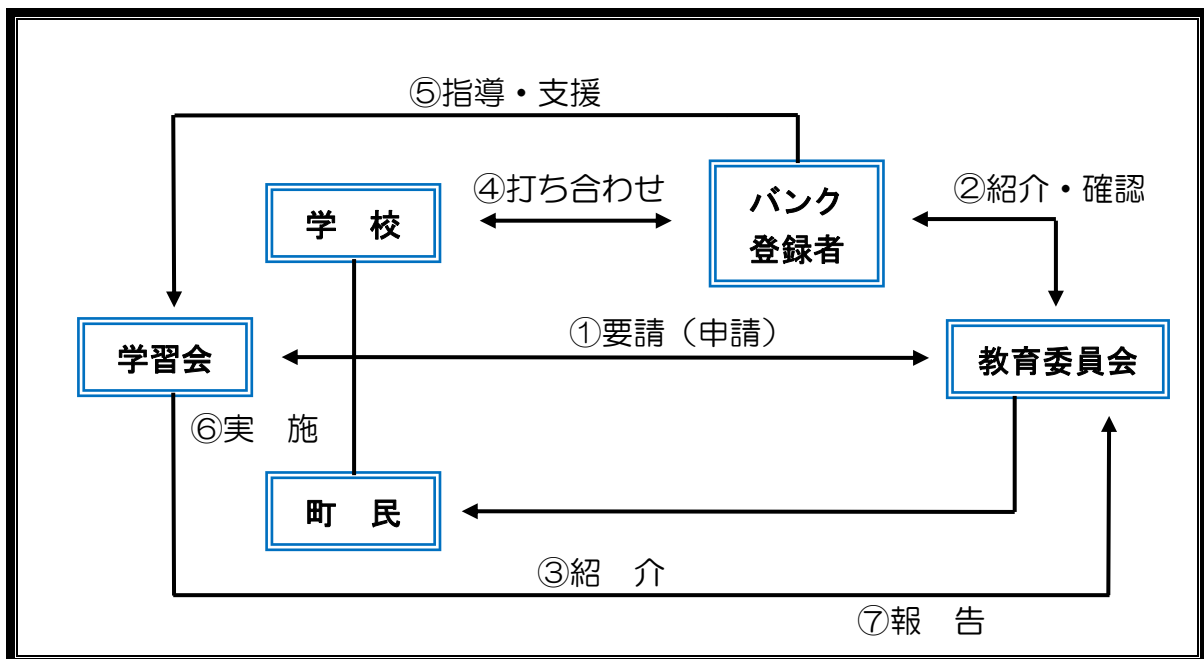 ⑤指導・支援
④打ち合わせ
バンク
登録者
②紹介・確認
学　校
①要請（申請）
学習会
教育委員会
⑥実　施
町　民
③紹介
⑦報　告